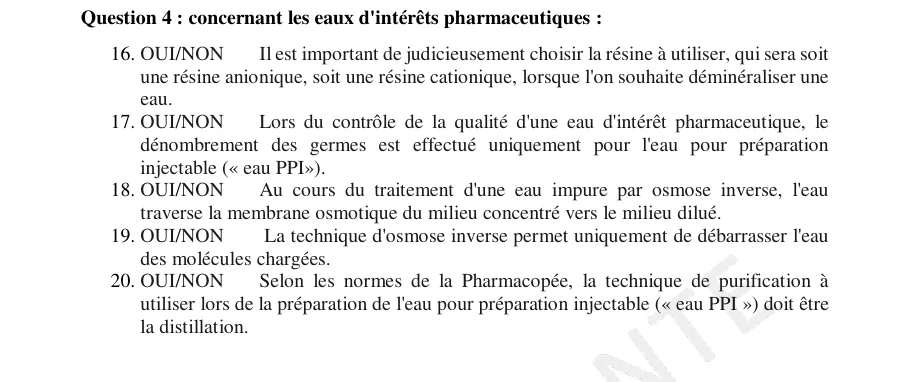 Question 4 : concernant les eaux d'intérêts pharmaceutiques :
16. OUI/NON Il est important de judicieusement choisir la résine à utiliser, qui sera soit
une résine anionique, soit une résine cationique, lorsque l'on souhaite déminéraliser une
eau.
17. OUI/NON Lors du contrôle de la qualité d'une eau d'intérêt pharmaceutique, le
dénombrement des germes est effectué uniquement pour l'eau pour préparation
injectable (« eau PPI»).
18. OUI/NON Au cours du traitement d'une eau impure par osmose inverse, l'eau
traverse la membrane osmotique du milieu concentré vers le milieu dilué.
19. OUI/NON La technique d'osmose inverse permet uniquement de débarrasser l'eau
des molécules chargées.
20. OUI/NON Selon les normes de la Pharmacopée, la technique de purification à
utiliser lors de la préparation de l'eau pour préparation injectable (« eau PPI ») doit être
la distillation.
NTE